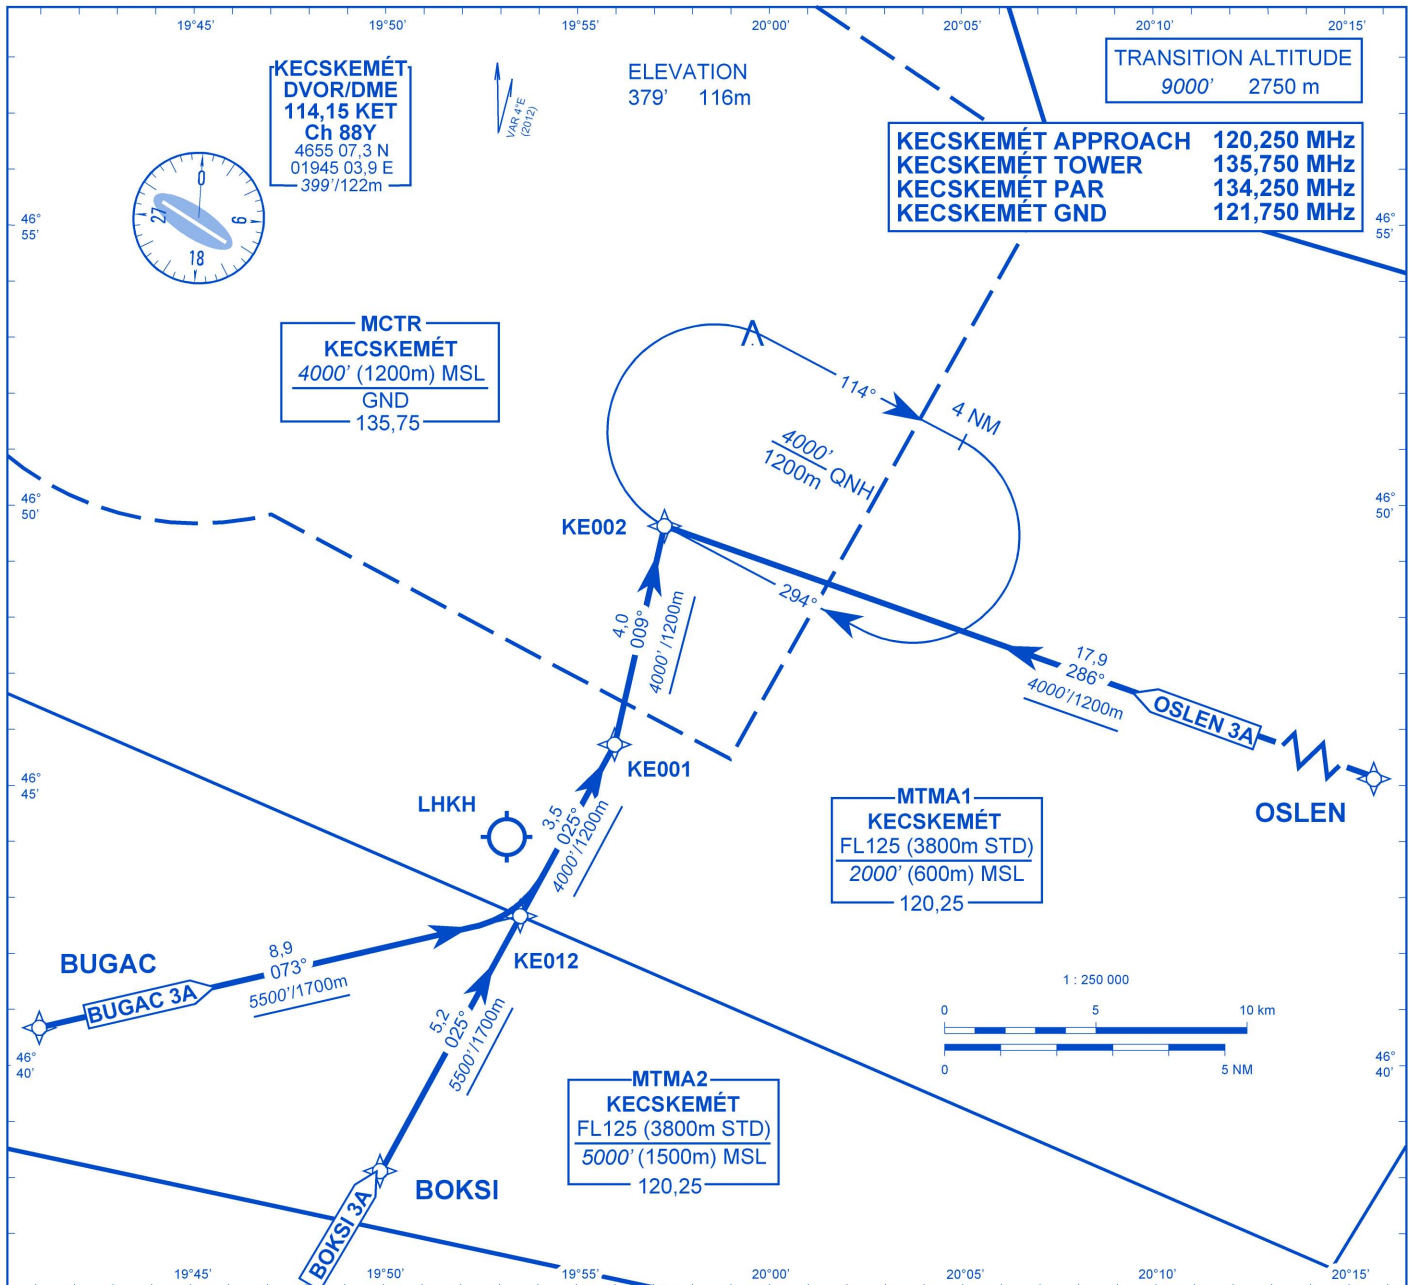 19°45’
19°50’
19°55’
20°00’
20°05’
20°10’
20°15’
KECSKEMÉT
DVOR/DME
114,15 KET
Ch 88Y
4655 07,3 N
01945 03,9 E
399’/122m
VAR 4°E
(2012)
ELEVATION
379’ 116m
TRANSITION ALTITUDE
9000’ 2750 m
KECSKEMÉT APPROACH 120,250 MHz
KECSKEMÉT TOWER 135,750 MHz
KECSKEMÉT PAR 134,250 MHz
KECSKEMÉT GND 121,750 MHz
0
27
9
18
46°
55’
46°
55’
MCTR
KECSKEMÉT
4000’ (1200m) MSL
GND
135,75
114°
4 NM
4000’
1200m QNH
46°
50’
46°
50’
KE002
294°
4,0
009°
4000’/1200m
17,9
286°
4000’/1200m
OSLEN 3A
OSLEN
KE001
46°
45’
46°
45’
LHKH
3,5
025°
4000’/1200m
MTMA1
KECSKEMÉT
FL125 (3800m STD)
2000’ (600m) MSL
120,25
BUGAC
8,9
073°
5500’/1700m
BUGAC 3A
KE012
5,2
025°
5500’/1700m
1 : 250 000
0 5 10 km
0 5 NM
46°
40’
46°
40’
MTMA2
KECSKEMÉT
FL125 (3800m STD)
5000’ (1500m) MSL
120,25
BOKSI
BOKSI 3A
19°45’
19°50’
19°55’
20°00’
20°05’
20°10’
20°15’